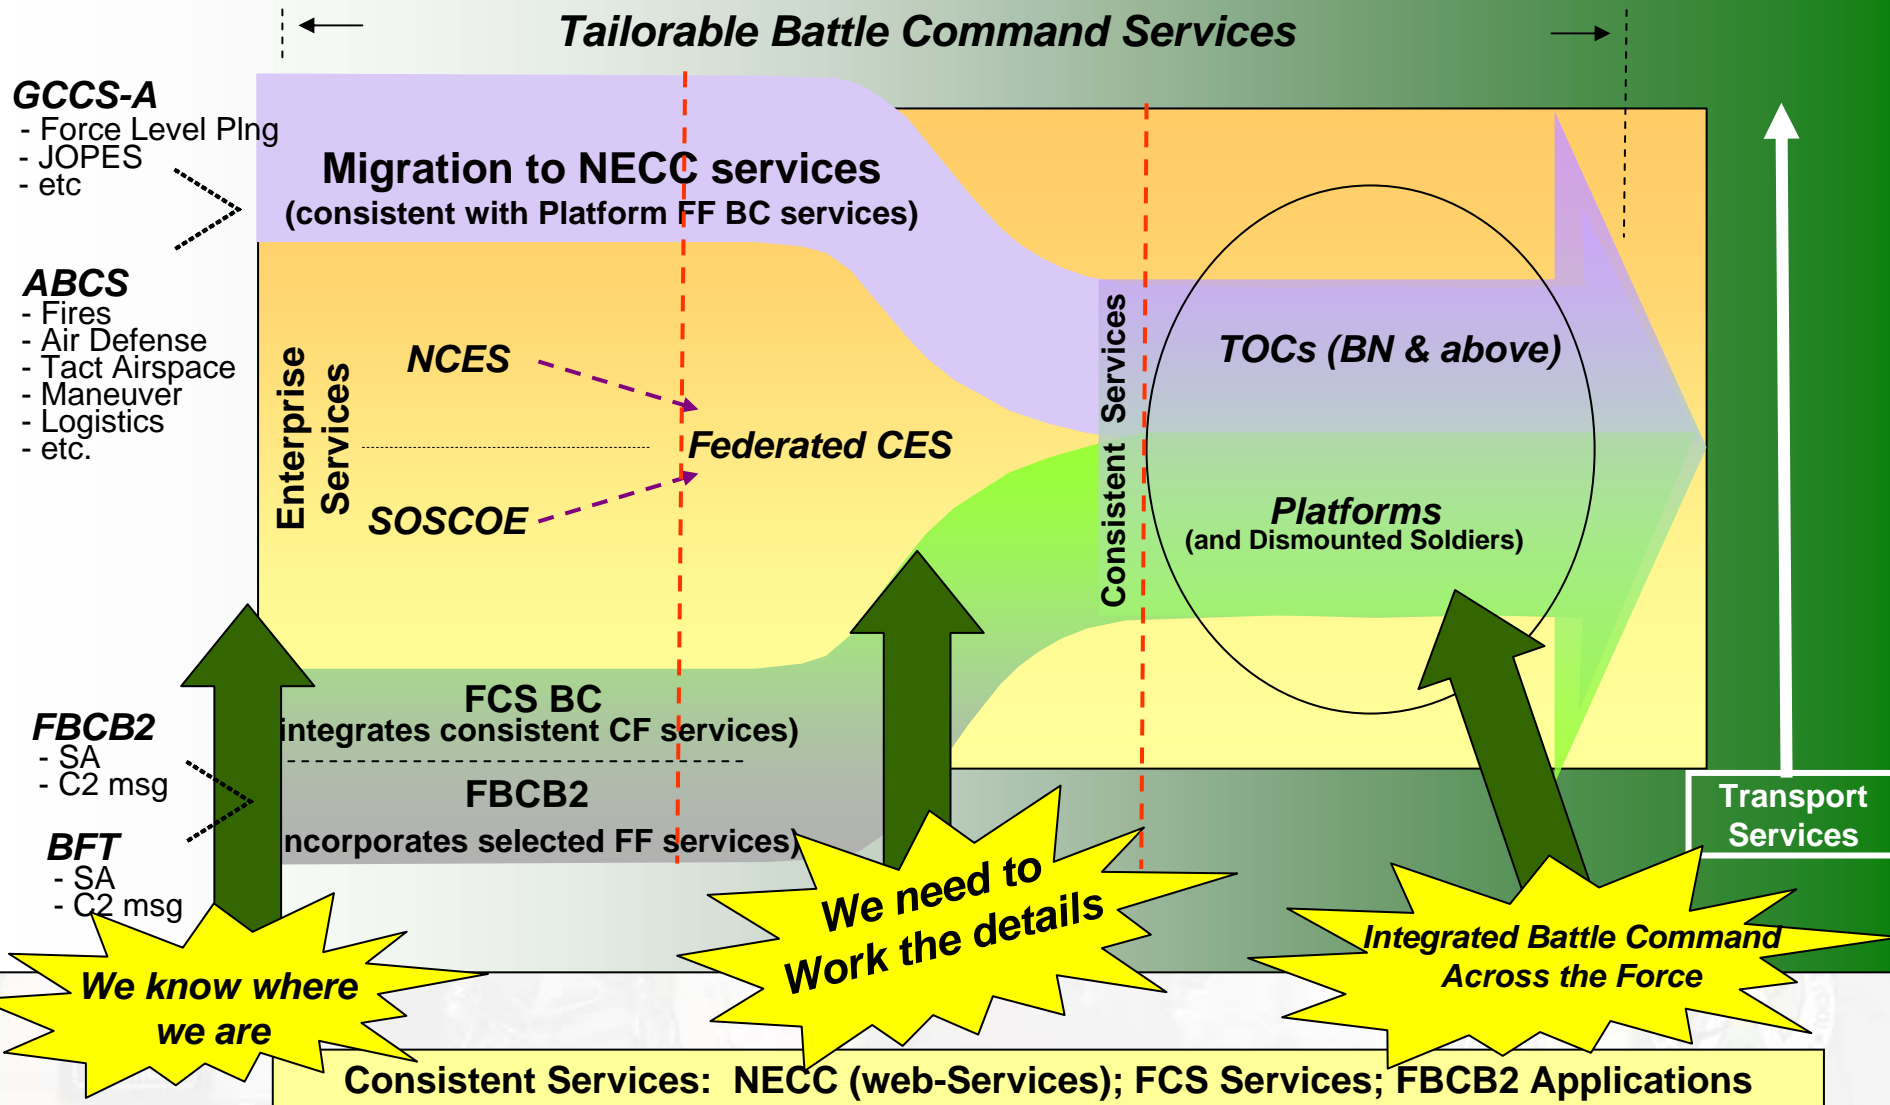 Tailorable Battle Command Services
GCCS-A
- Force Level Plng
- JOPES
- etc
ABCS
- Fires
- Air Defense
- Tact Airspace
- Maneuver
- Logistics
- etc.
FBCB2
- SA
- C2 msg
BFT
- SA
- C2 msg
Migration to NECC services
(consistent with Platform FF BC services)
Enterprise
Services
NCES
SOSCOE
Federated CES
FCS BC
integrates consistent CF services)
FBCB2
ncorporates selected FF services)
Consistent Services
TOCs (BN & above)
Platforms
(and Dismounted Soldiers)
Transport
Services
We know where
we are
We need to
Work the details
Integrated Battle Command
Across the Force
Consistent Services: NECC (web-Services); FCS Services; FBCB2 Applications